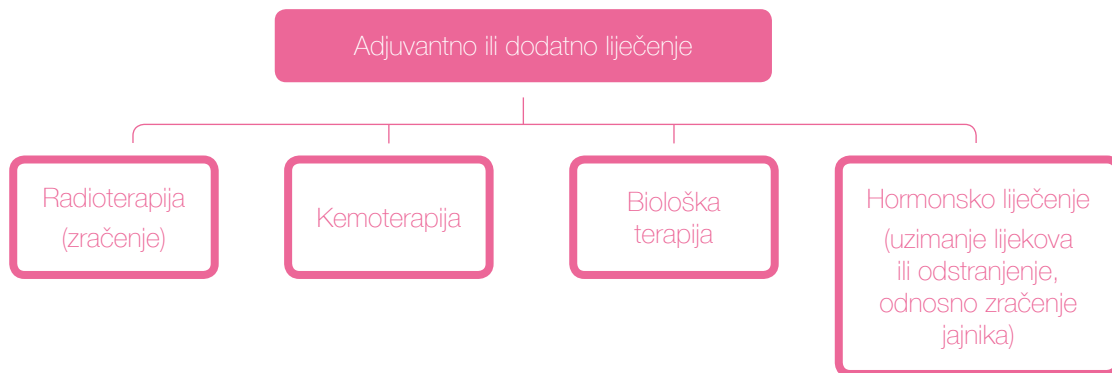 Adjuvantno ili dodatno liječenje
Radioterapija
(zračenje)
Kemoterapija
Biološka
terapija
Hormonsko liječenje
(uzimanje lijekova
ili odstranjenje,
odnosno zračenje
jajnika)